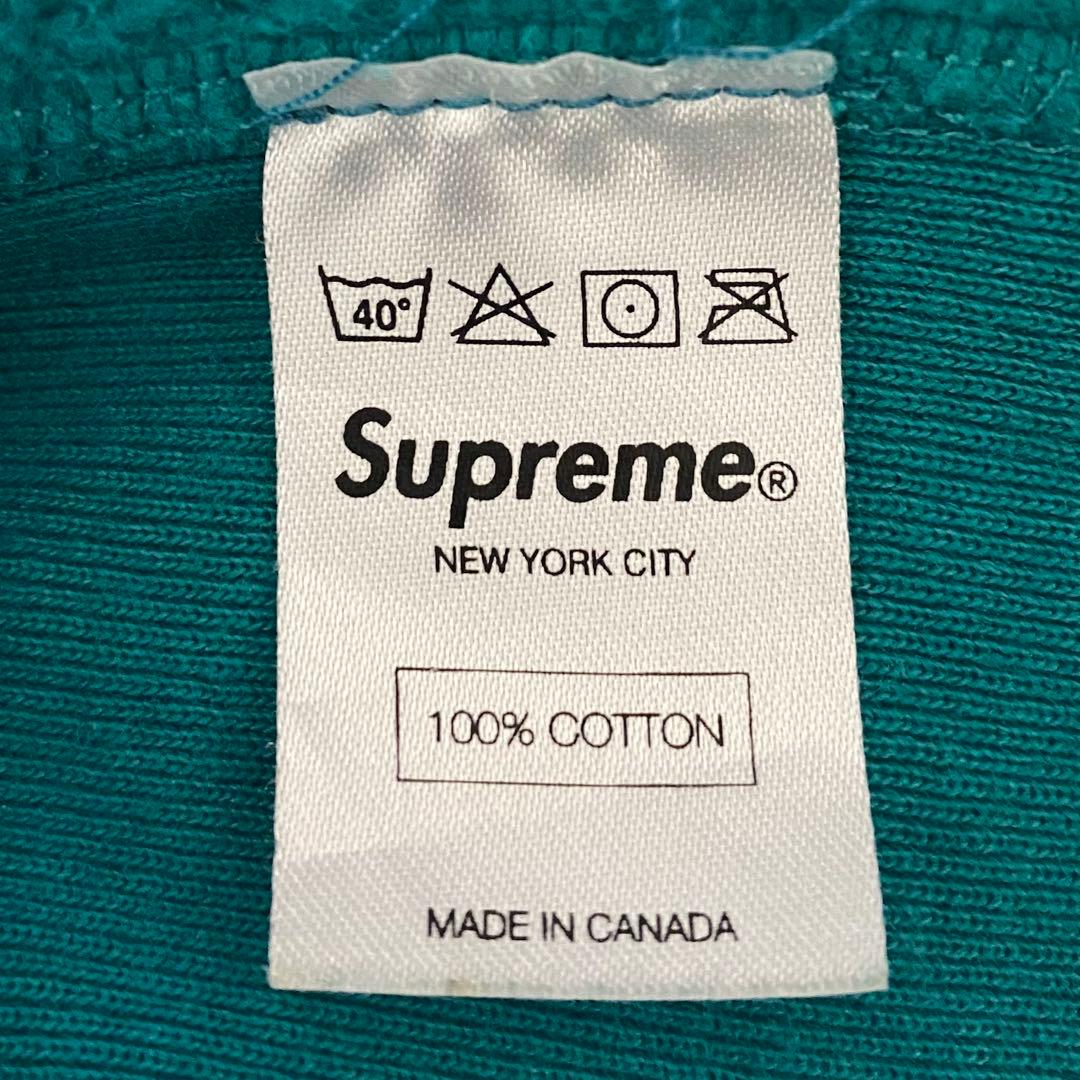 40°
Supreme®
NEW YORK CITY
100% COTTON
MADE IN CANADA